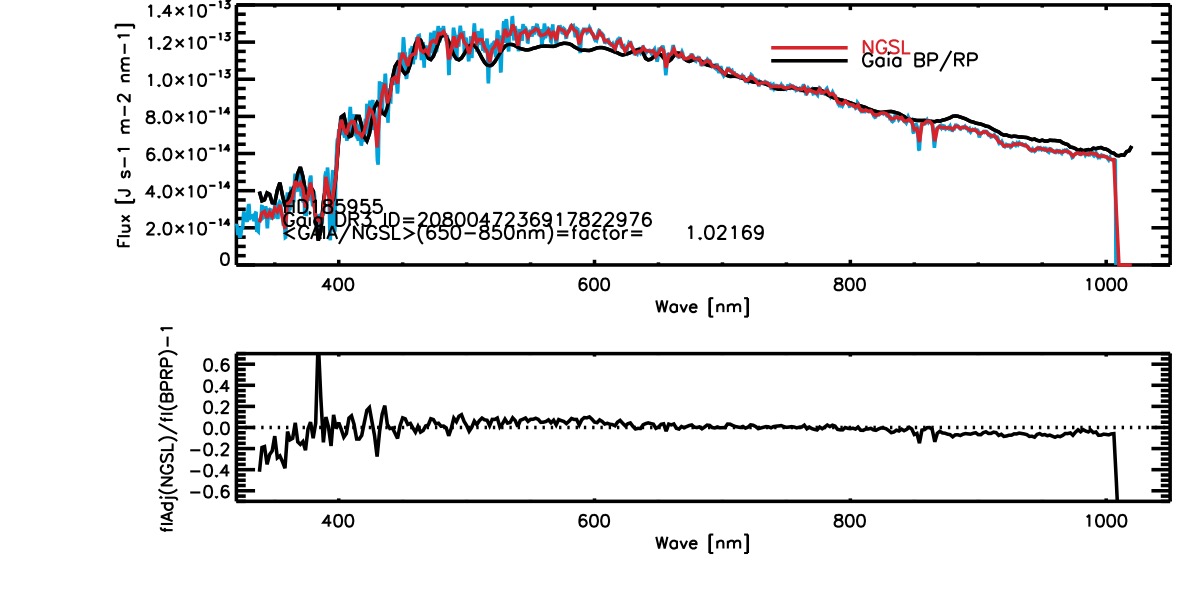 1.4×10⁻¹³
1.2×10⁻¹³
1.0×10⁻¹³
8.0×10⁻¹⁴
6.0×10⁻¹⁴
4.0×10⁻¹⁴
2.0×10⁻¹⁴
0
Flux [J s−1 m−2 nm−1]
NGSL
Gaia BP/RP
HD185955
Gaia DR3 ID=2080047236917822976
<GAIA/NGSL>(650−850nm)=factor= 1.02169
400 600 800 1000
Wave [nm]
flAdj(NGSL)/fl(BPRP)−1
0.6
0.4
0.2
0.0
−0.2
−0.4
−0.6
400 600 800 1000
Wave [nm]